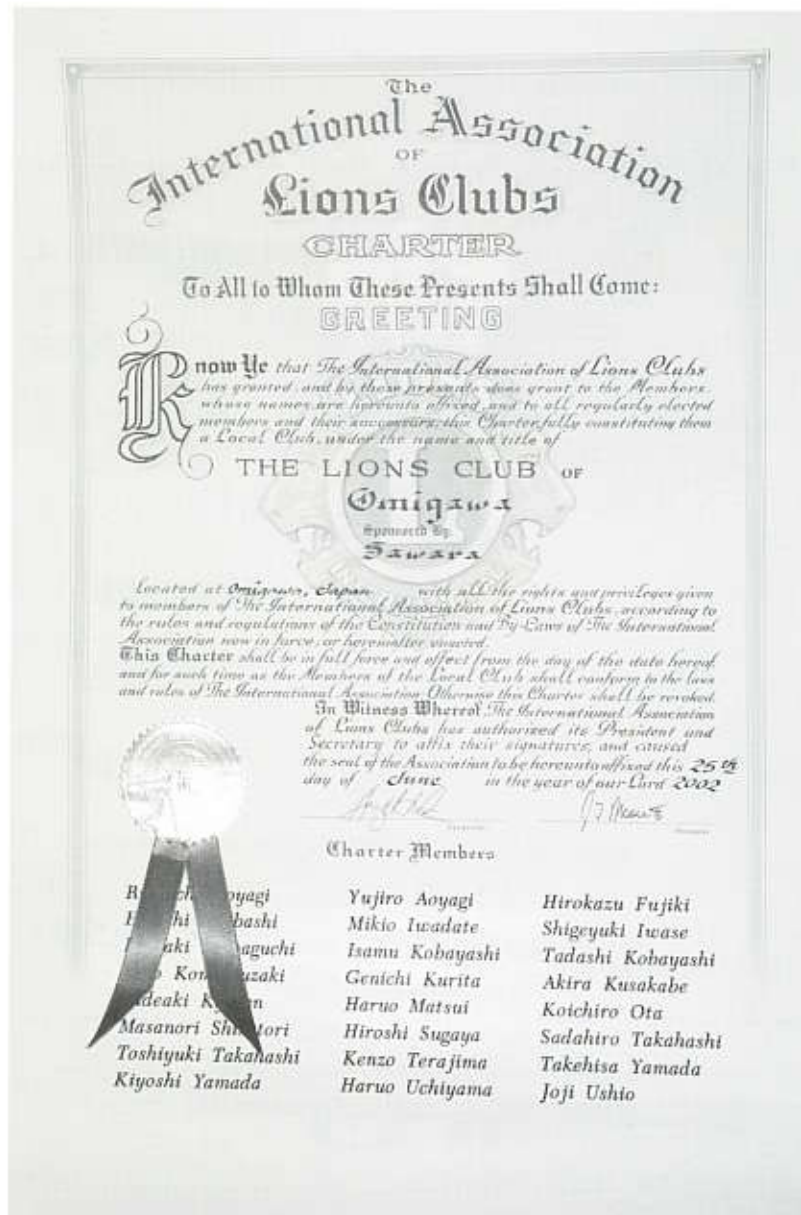 The
International Association
OF
Lions Clubs
CHARTER
To All to Whom These Presents Shall Come:
GREETING
Know Ye that The International Association of Lions Clubs
has granted, and by these presents does grant to the Members
whose names are hereunto affixed, and to all regularly elected
members and their successors, this Charter, fully constituting them
a Local Club, under the name and title of
THE LIONS CLUB OF
Omigawa
Sponsored By:
Sawara
Located at Omigawa, Japan with all the rights and privileges given
to members of The International Association of Lions Clubs, according to
the rules and regulations of the Constitution and By-Laws of The International
Association now in force, or hereinafter enacted.
This Charter shall be in full force and effect from the day of the date hereof,
and for such time as the Members of the Local Club shall conform to the laws
and rules of The International Association. Otherwise this Charter shall be revoked.
In Witness Whereof The International Association
of Lions Clubs has authorized its President and
Secretary to affix their signatures, and caused
the seal of the Association to be hereunto affixed this 25th
day of June in the year of our Lord 2002
Charter Members
Yujiro Aoyagi Hirokazu Fujiki
Mikio Iwadate Shigeyuki Iwase
Isamu Kobayashi Tadashi Kobayashi
Genichi Kurita Akira Kusakabe
Haruo Matsui Koichiro Ota
Masanori Hiroshi Sugaya Sadahiro Takahashi
Toshiyuki Takahashi Kenzo Terajima Takehisa Yamada
Kiyoshi Yamada Haruo Uchiyama Joji Ushio